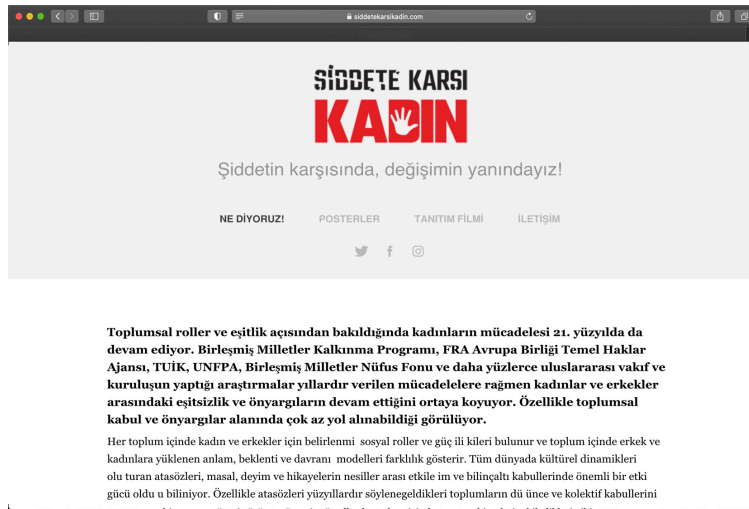 siddetekarsikadin.com
ŞİDDETE KARŞI
KADIN
Şiddetin karşısında, değişimin yanındayız!
NE DİYORUZ! POSTERLER TANITIM FİLMİ İLETİŞİM
Toplumsal roller ve eşitlik açısından bakıldığında kadınların mücadelesi 21. yüzyılda da
devam ediyor. Birleşmiş Milletler Kalkınma Programı, FRA Avrupa Birliği Temel Haklar
Ajansı, TUİK, UNFPA, Birleşmiş Milletler Nüfus Fonu ve daha yüzlerce uluslararası vakıf ve
kuruluşun yaptığı araştırmalar yıllardır verilen mücadelelere rağmen kadınlar ve erkekler
arasındaki eşitsizlik ve önyargıların devam ettiğini ortaya koyuyor. Özellikle toplumsal
kabul ve önyargılar alanında çok az yol alınabildiği görülüyor.
Her toplum içinde kadın ve erkekler için belirlenmi sosyal roller ve güç ili kileri bulunur ve toplum içinde erkek ve
kadınlara yüklenen anlam, beklenti ve davranı modelleri farklılık gösterir. Tüm dünyada kültürel dinamikleri
olu turan atasözleri, masal, deyim ve hikayelerin nesiller arası etkile im ve bilinçaltı kabullerinde önemli bir etki
gücü oldu u biliniyor. Özellikle atasözleri yüzyıllardır söylenegeldikleri toplumların dü ünce ve kolektif kabullerini